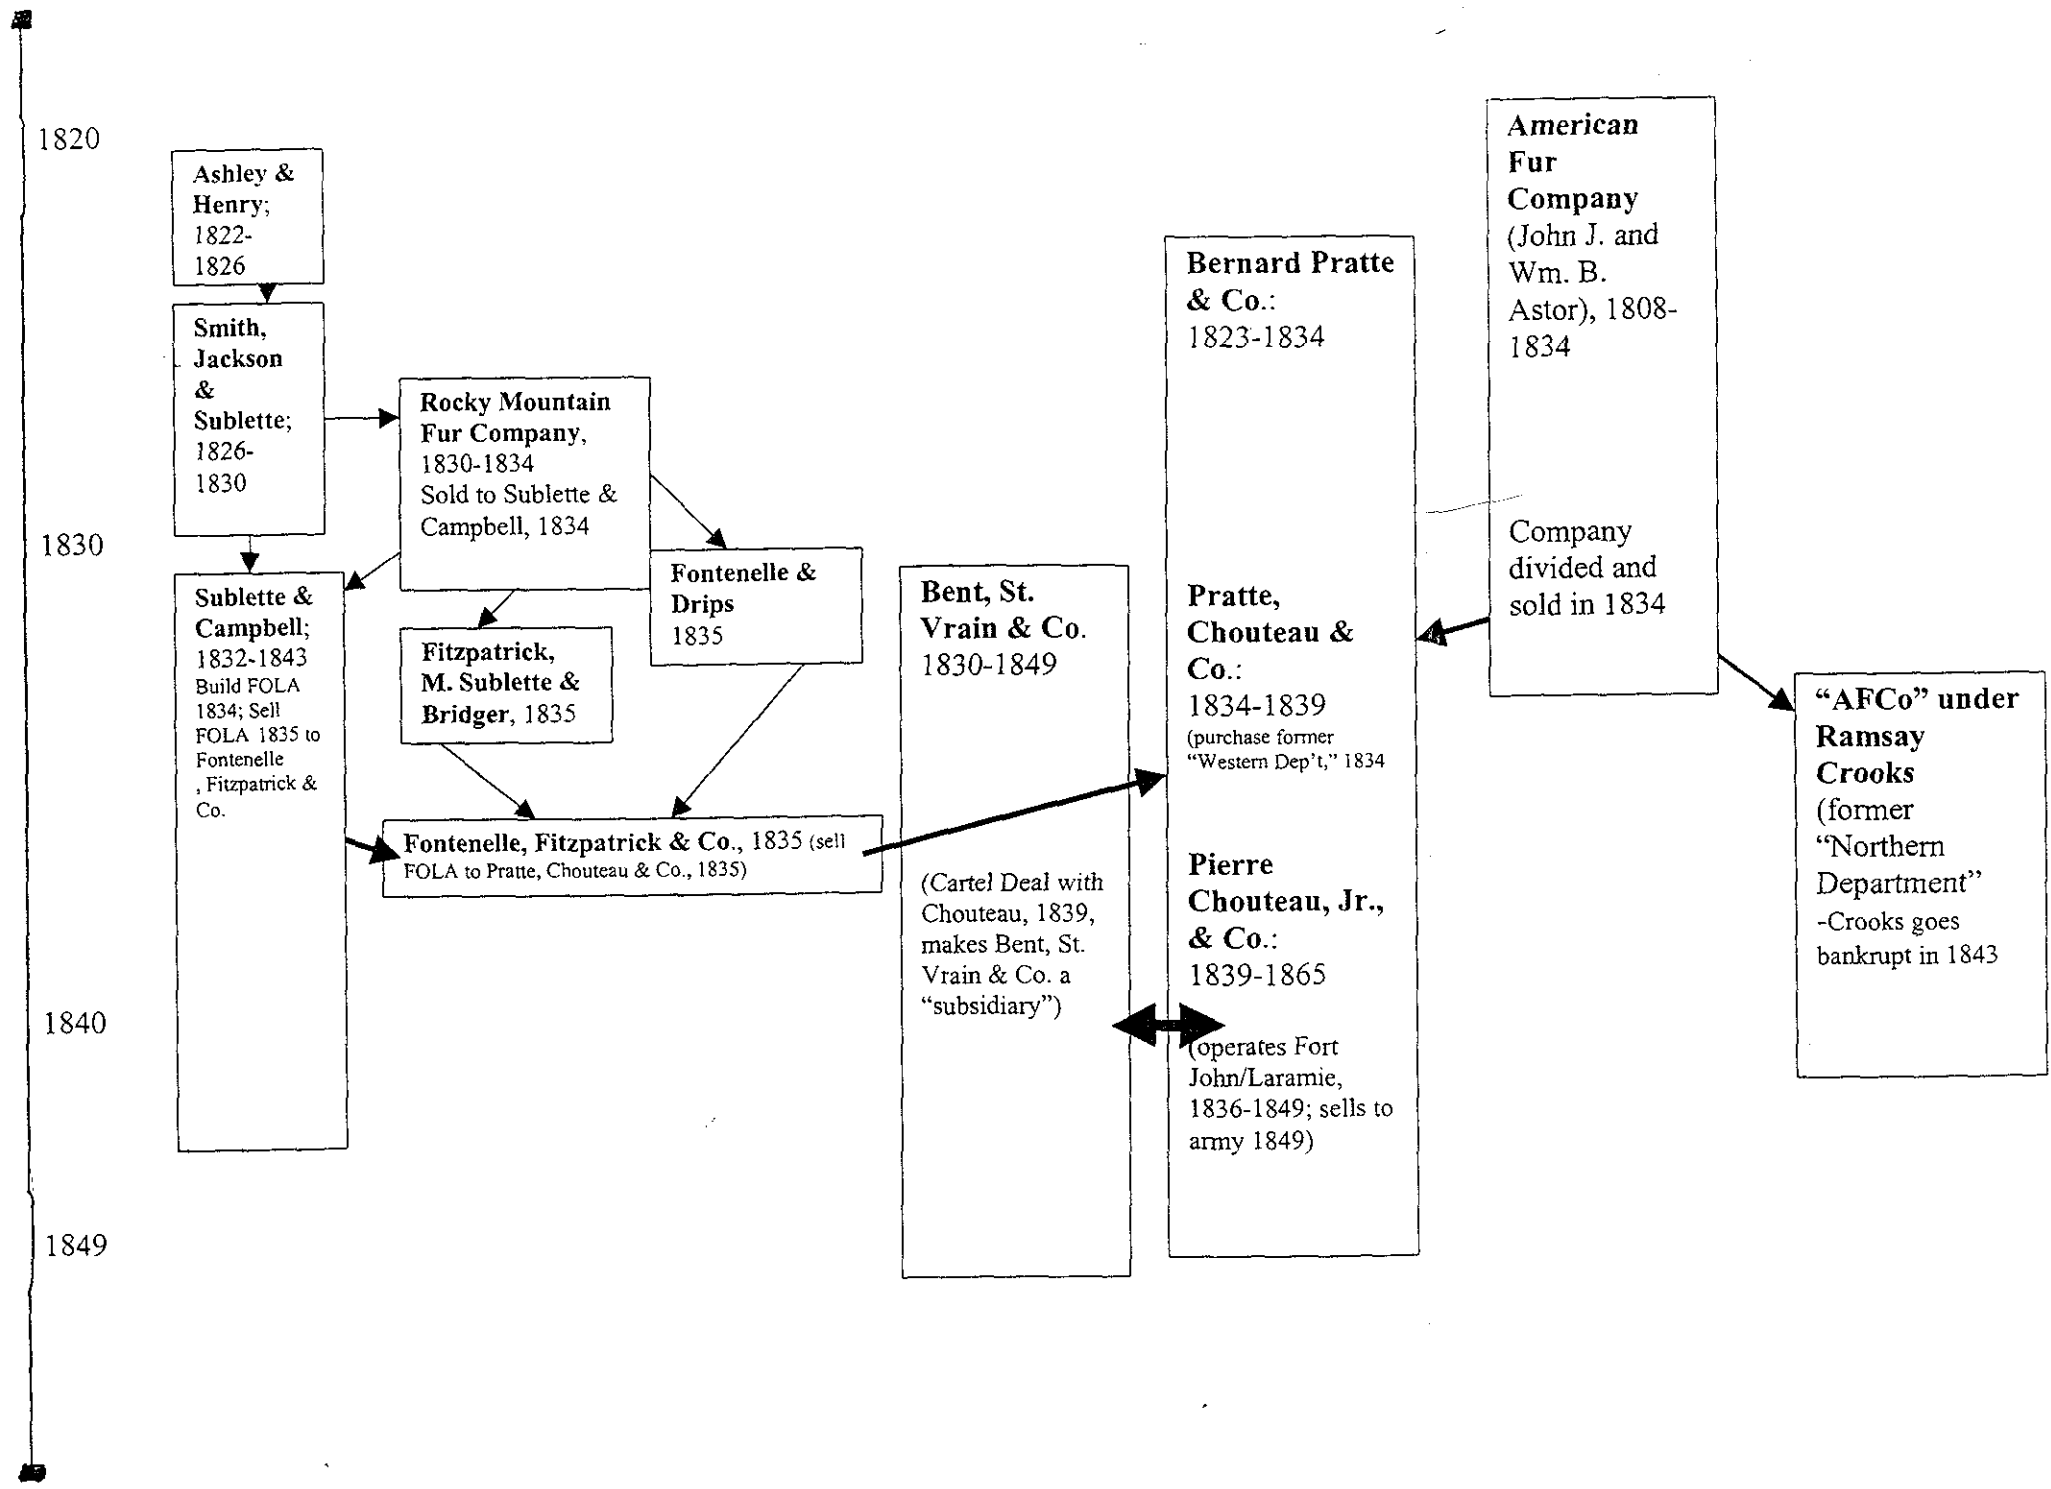 1820
1830
1840
1849
Ashley &
Henry;
1822-
1826
Smith,
Jackson
&
Sublette;
1826-
1830
Sublette &
Campbell;
1832-1843
Build FOLA
1834; Sell
FOLA 1835 to
Fontenelle
, Fitzpatrick &
Co.
Rocky Mountain
Fur Company,
1830-1834
Sold to Sublette &
Campbell, 1834
Fontenelle &
Drips
1835
Fitzpatrick,
M. Sublette &
Bridger, 1835
Fontenelle, Fitzpatrick & Co., 1835 (sell
FOLA to Pratte, Chouteau & Co., 1835)
Bent, St.
Vrain & Co.
1830-1849
(Cartel Deal with
Chouteau, 1839,
makes Bent, St.
Vrain & Co. a
“subsidiary”)
Bernard Pratte
& Co.:
1823-1834
Pratte,
Chouteau &
Co.:
1834-1839
(purchase former
“Western Dep’t,” 1834
Pierre
Chouteau, Jr.,
& Co.:
1839-1865
(operates Fort
John/Laramie,
1836-1849; sells to
army 1849)
American
Fur
Company
(John J. and
Wm. B.
Astor), 1808-
1834
Company
divided and
sold in 1834
“AFCo” under
Ramsay
Crooks
(former
“Northern
Department”
-Crooks goes
bankrupt in 1843